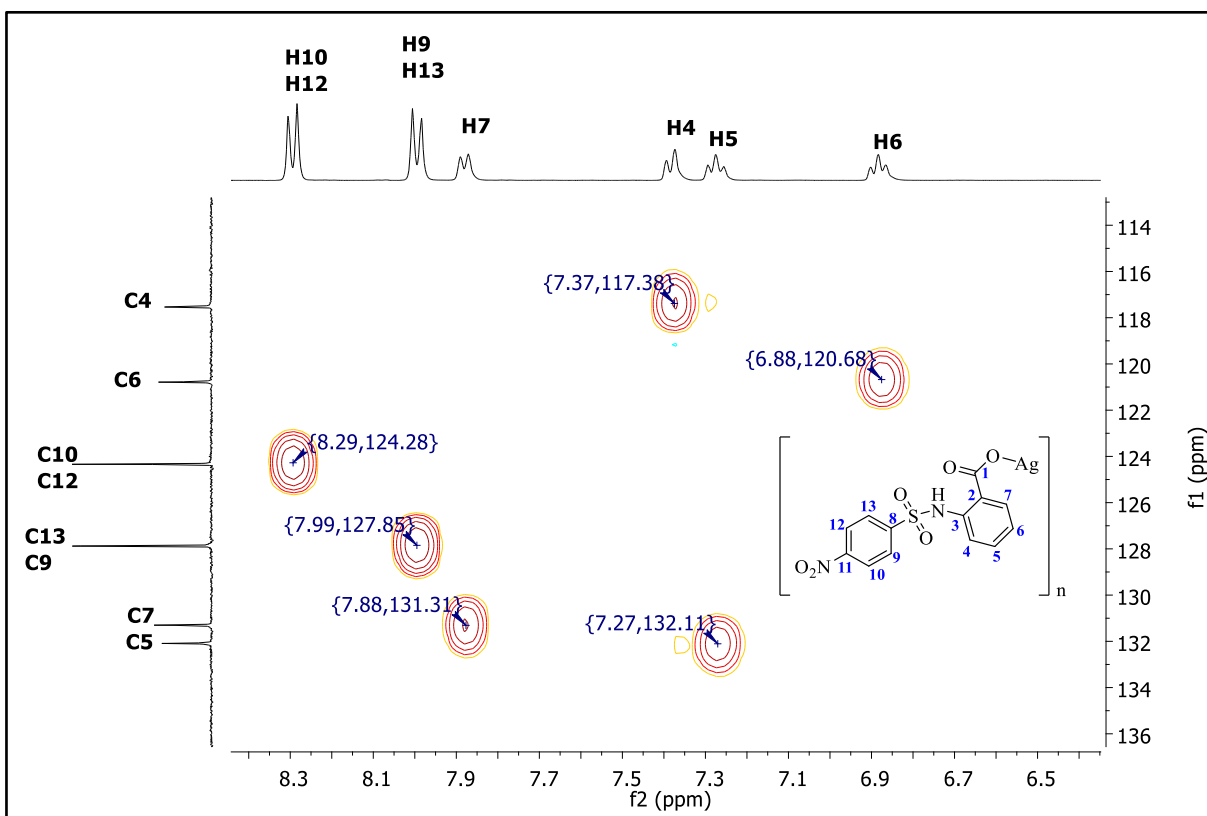 H10
H12
H9
H13
H7
H4
H5
H6
C4
C6
C10
C12
C13
C9
C7
C5
{7.37,117.38}
{6.88,120.68}
{8.29,124.28}
{7.99,127.85}
{7.88,131.31}
{7.27,132.11}
114
116
118
120
122
124
126
128
130
132
134
136
f1 (ppm)
O
O
Ag
1
2
7
H
N
3
6
4
5
O
S
O
13
8
12
9
11
10
O2N
n
8.3
8.1
7.9
7.7
7.5
7.3
7.1
6.9
6.7
6.5
f2 (ppm)